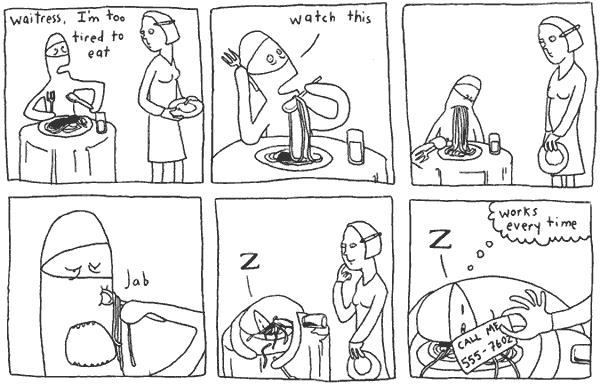 waitress, I'm too
tired to
eat
watch this
Jab
Z
Z
works
every time
CALL ME
555-7602